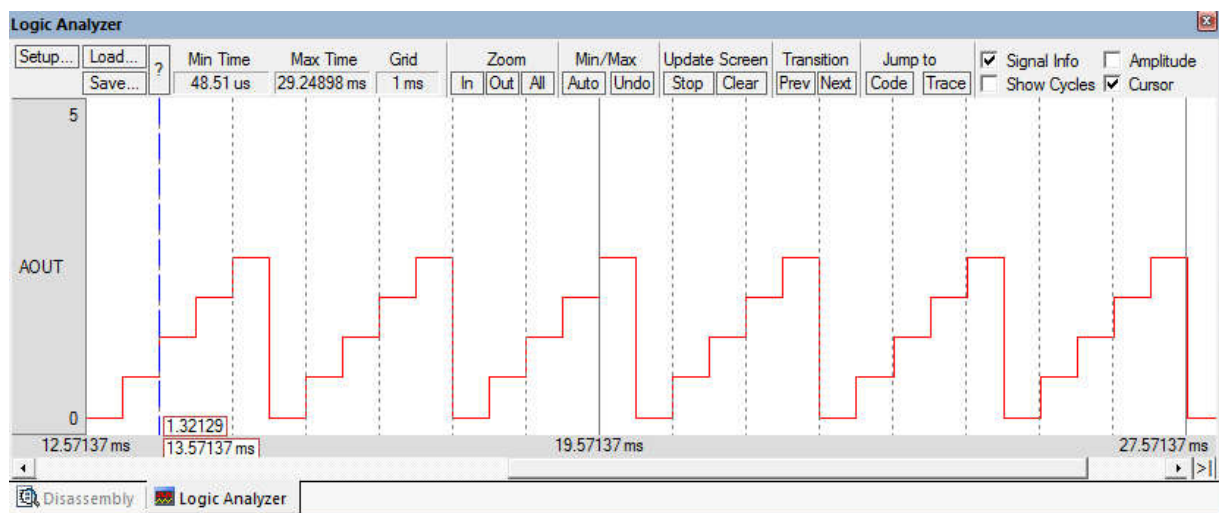 Logic Analyzer
Setup... Load... ? Min Time Max Time Grid Zoom Min/Max Update Screen Transition Jump to Signal Info Amplitude
Save... 48.51 us 29.24898 ms 1 ms In Out All Auto Undo Stop Clear Prev Next Code Trace Show Cycles Cursor
5
AOUT
0
1.32129
12.57137 ms 13.57137 ms 19.57137 ms 27.57137 ms
>|
Disassembly Logic Analyzer